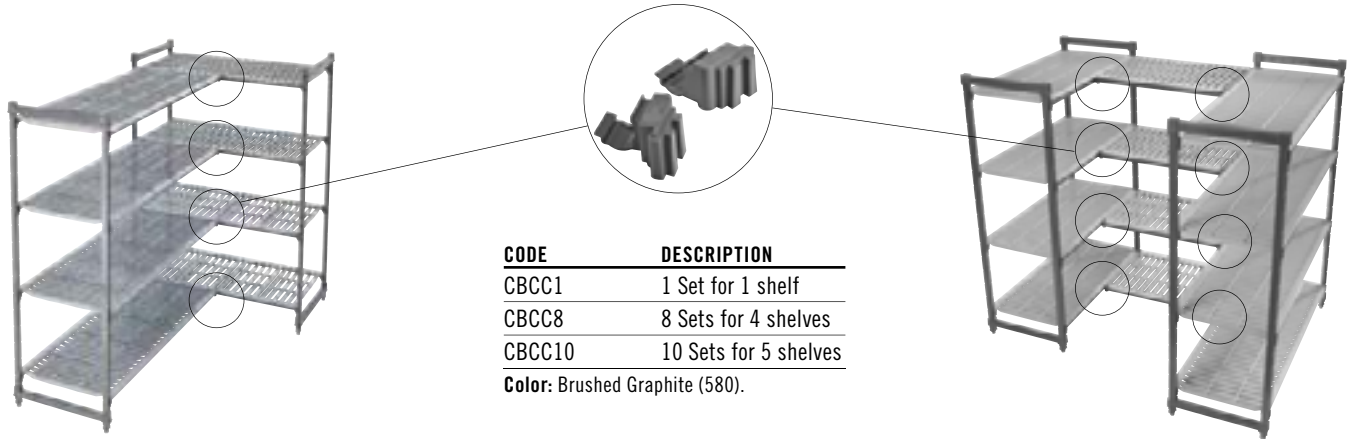 CODE DESCRIPTION
CBCC1 1 Set for 1 shelf
CBCC8 8 Sets for 4 shelves
CBCC10 10 Sets for 5 shelves
Color: Brushed Graphite (580).